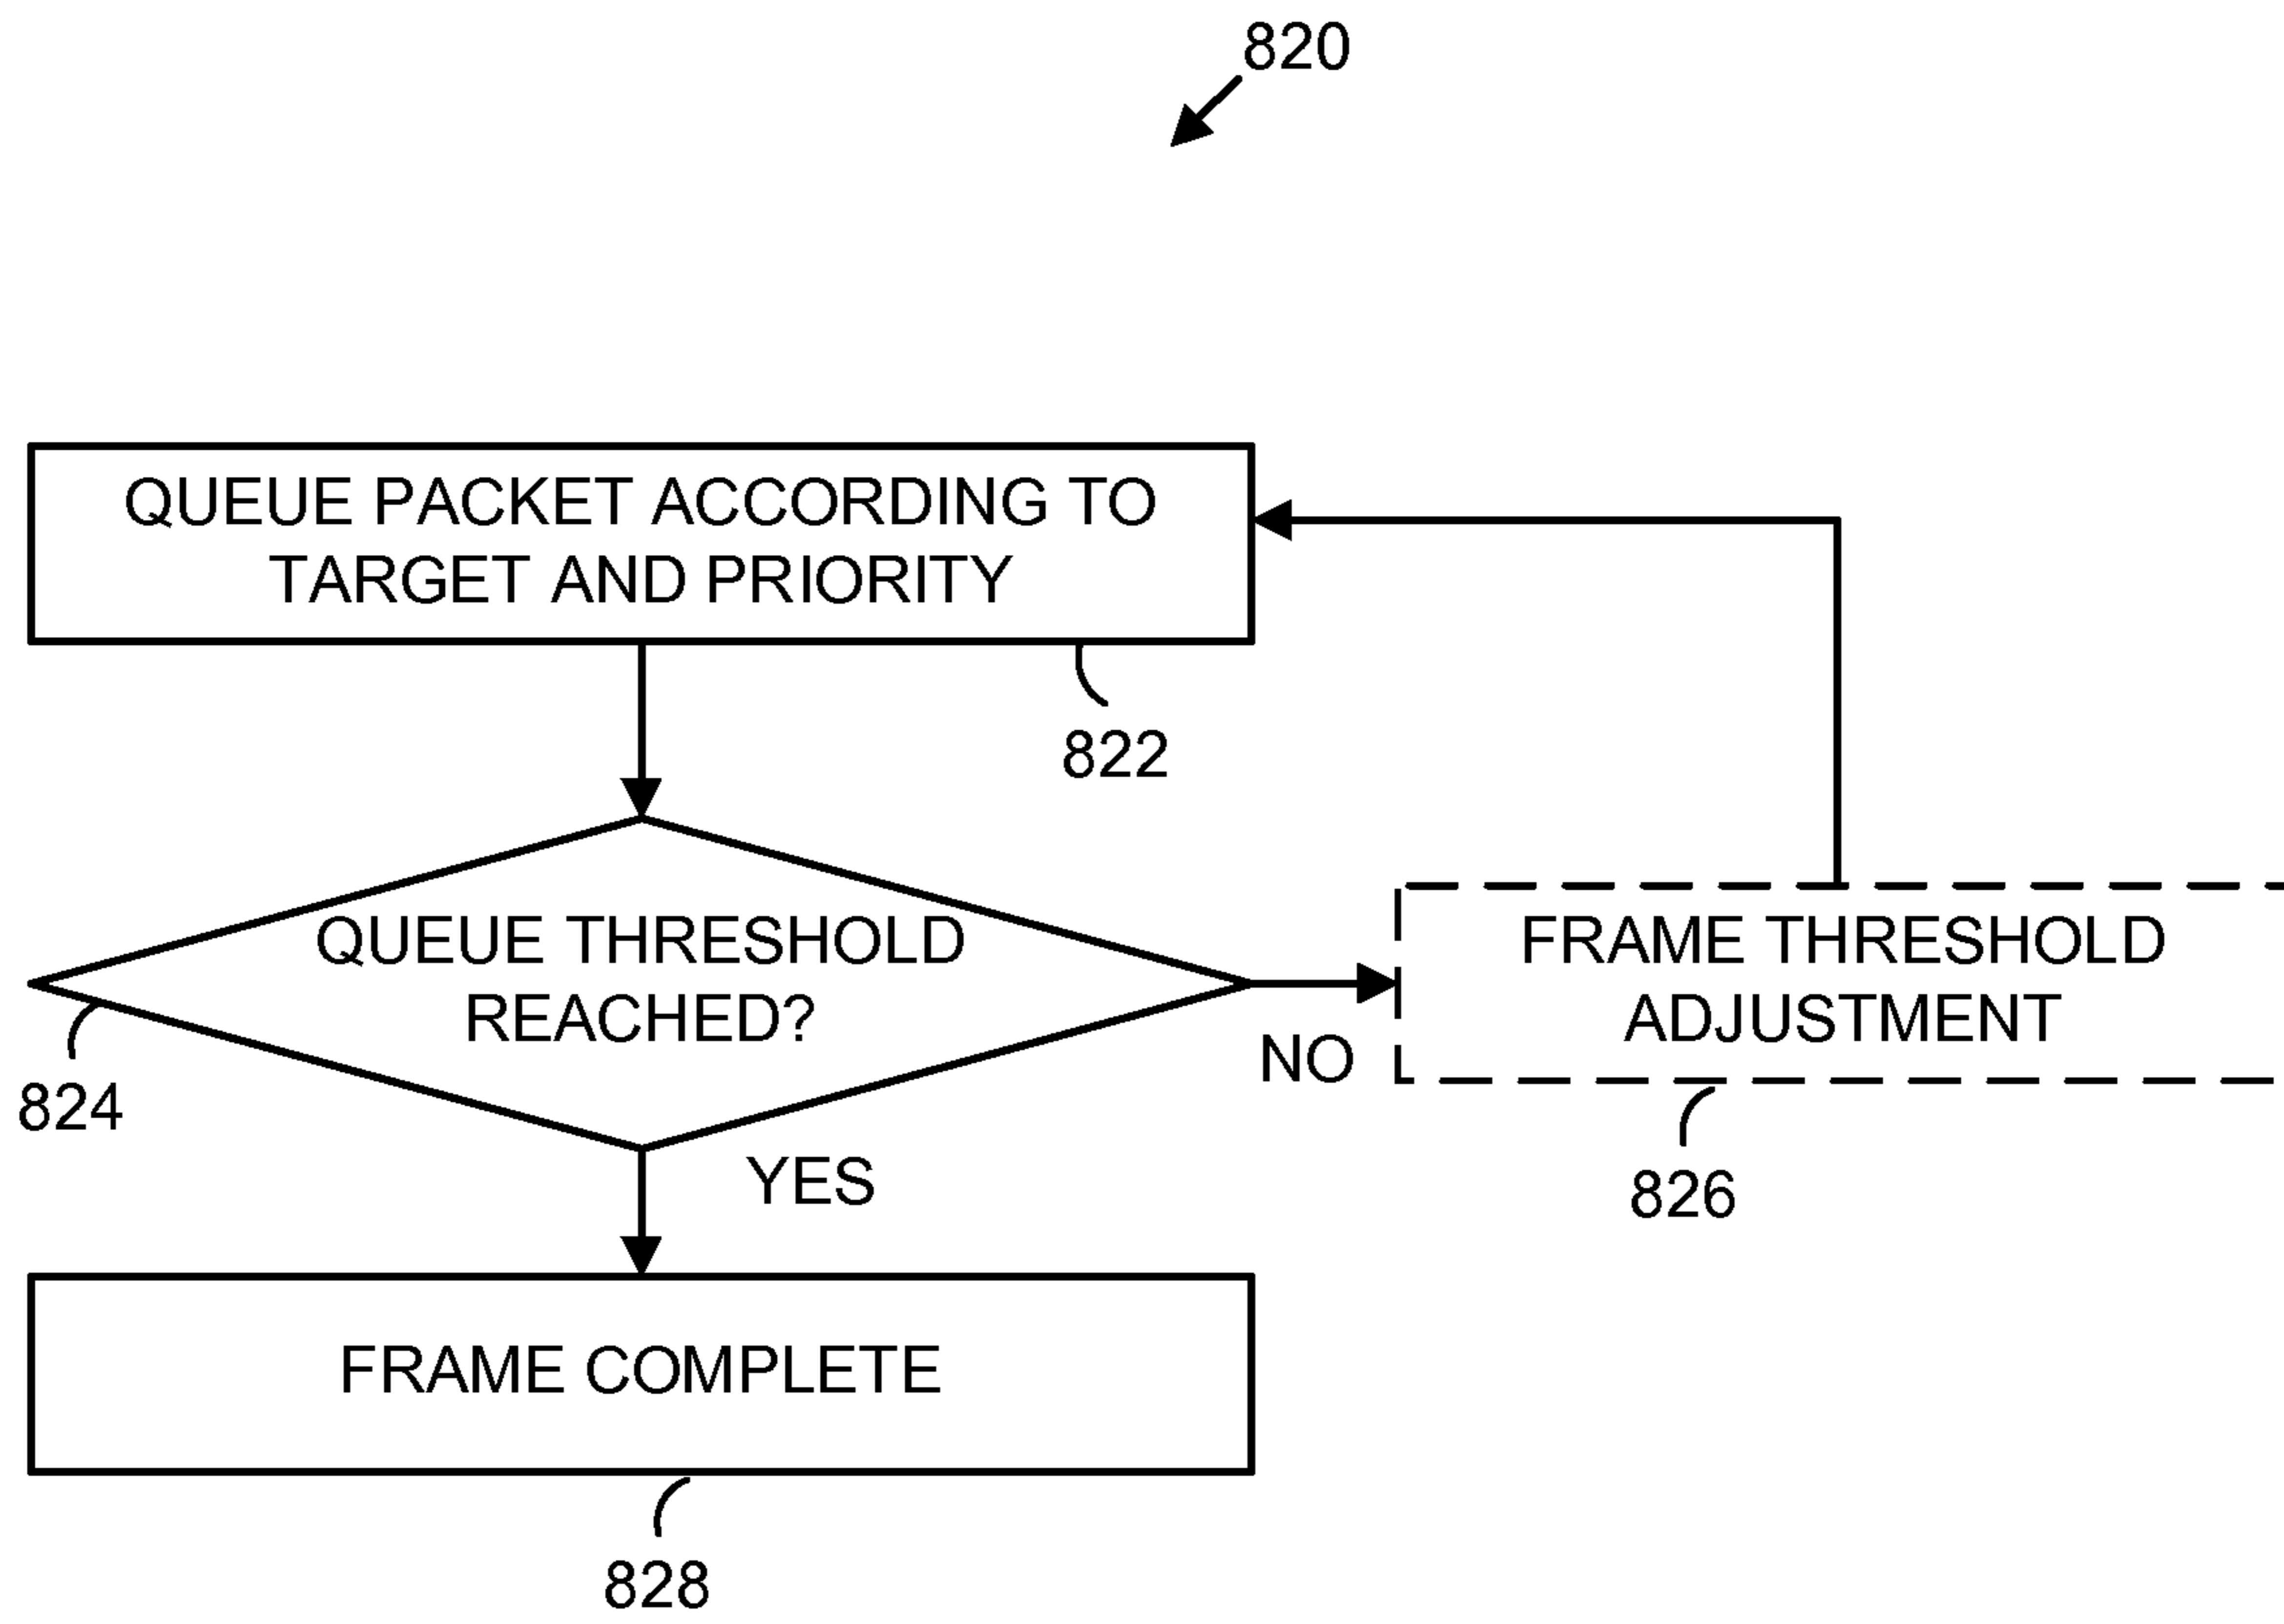 820
QUEUE PACKET ACCORDING TO
TARGET AND PRIORITY
822
QUEUE THRESHOLD
REACHED?
824
NO
FRAME THRESHOLD
ADJUSTMENT
826
YES
FRAME COMPLETE
828